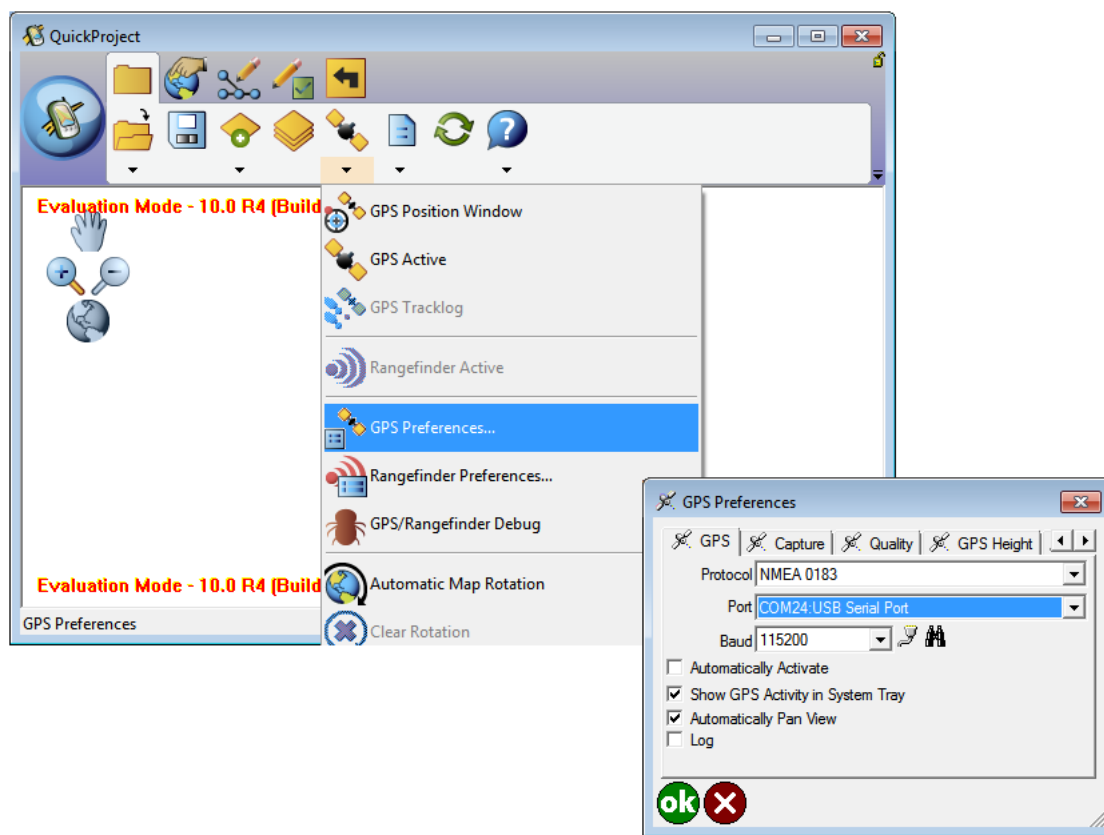 QuickProject
Evaluation Mode - 10.0 R4 (Build
GPS Position Window
GPS Active
GPS Tracklog
Rangefinder Active
GPS Preferences...
Rangefinder Preferences...
GPS/Rangefinder Debug
Automatic Map Rotation
Clear Rotation
Evaluation Mode - 10.0 R4 (Build
GPS Preferences
GPS Preferences
GPS Capture Quality GPS Height
Protocol NMEA 0183
Port COM24:USB Serial Port
Baud 115200
Automatically Activate
Show GPS Activity in System Tray
Automatically Pan View
Log
ok